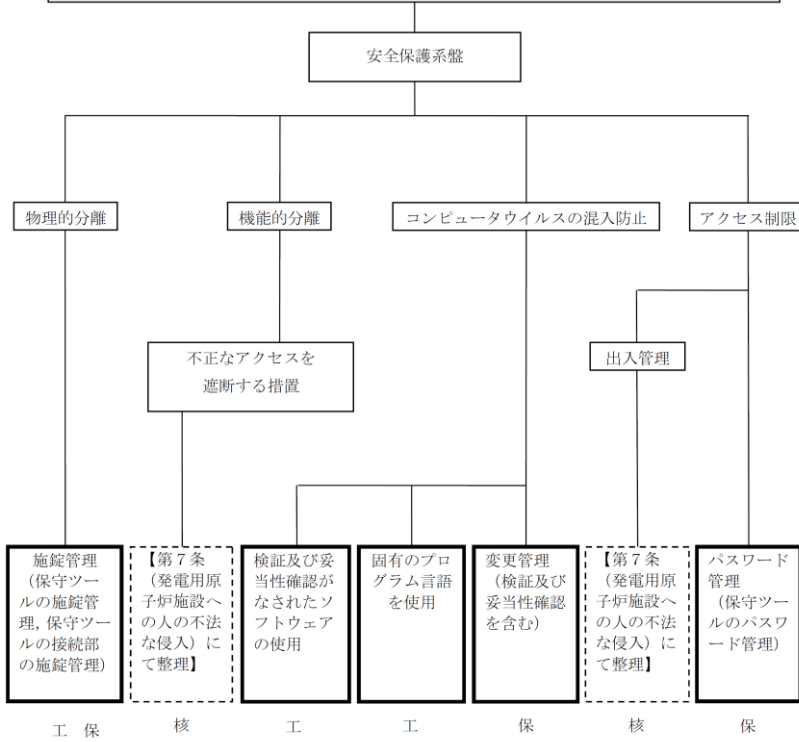 安全保護系盤
物理的分離
機能的分離
コンピュータウイルスの混入防止
アクセス制限
不正なアクセスを
遮断する措置
出入管理
施錠管理
（保守ツー
ルの施錠管
理，保守ツー
ルの接続部
の施錠管理）
【第７条
（発電用原
子炉施設へ
の人の不法
な侵入）に
て整理】
検証及び妥
当性確認が
なされたソ
フトウェア
の使用
固有のプロ
グラム言語
を使用
変更管理
（検証及び
妥当性確認
を含む）
【第７条
（発電用原
子炉施設へ
の人の不法
な侵入）に
て整理】
パスワード
管理
（保守ツー
ルのパスワ
ード管理）
工 保
核
工
工
保
核
保